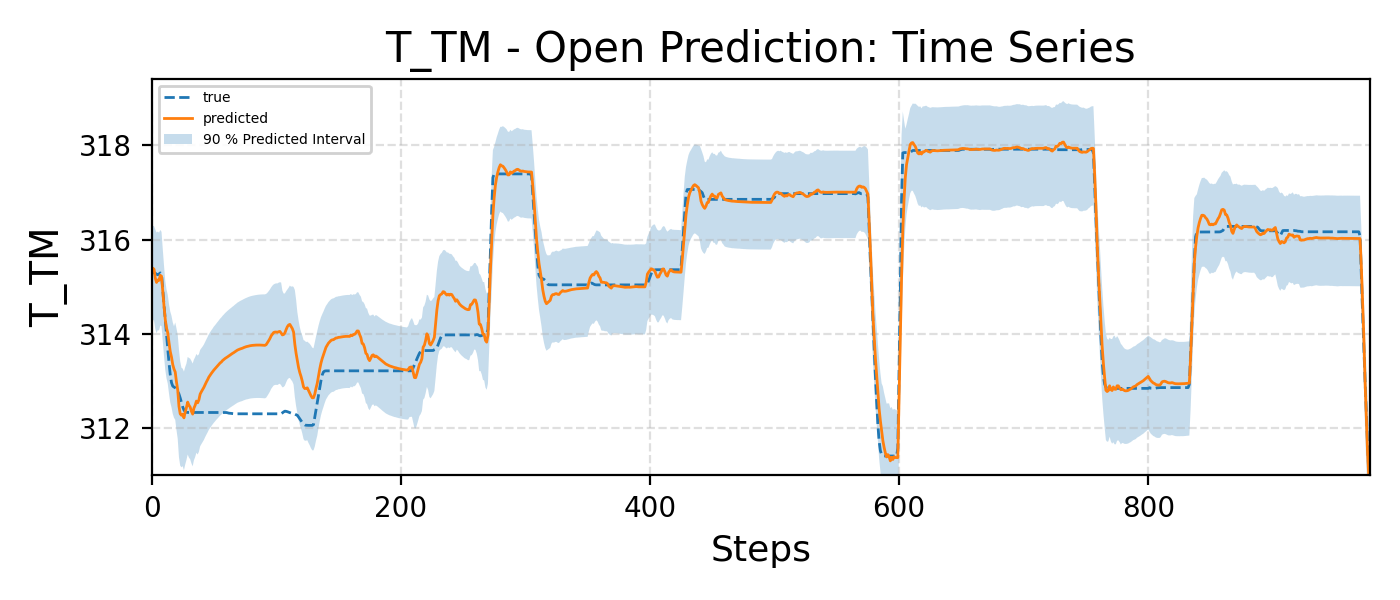 T_TM - Open Prediction: Time Series
true
predicted
90 % Predicted Interval
318
316
314
312
T_TM
0 200 400 600 800
Steps